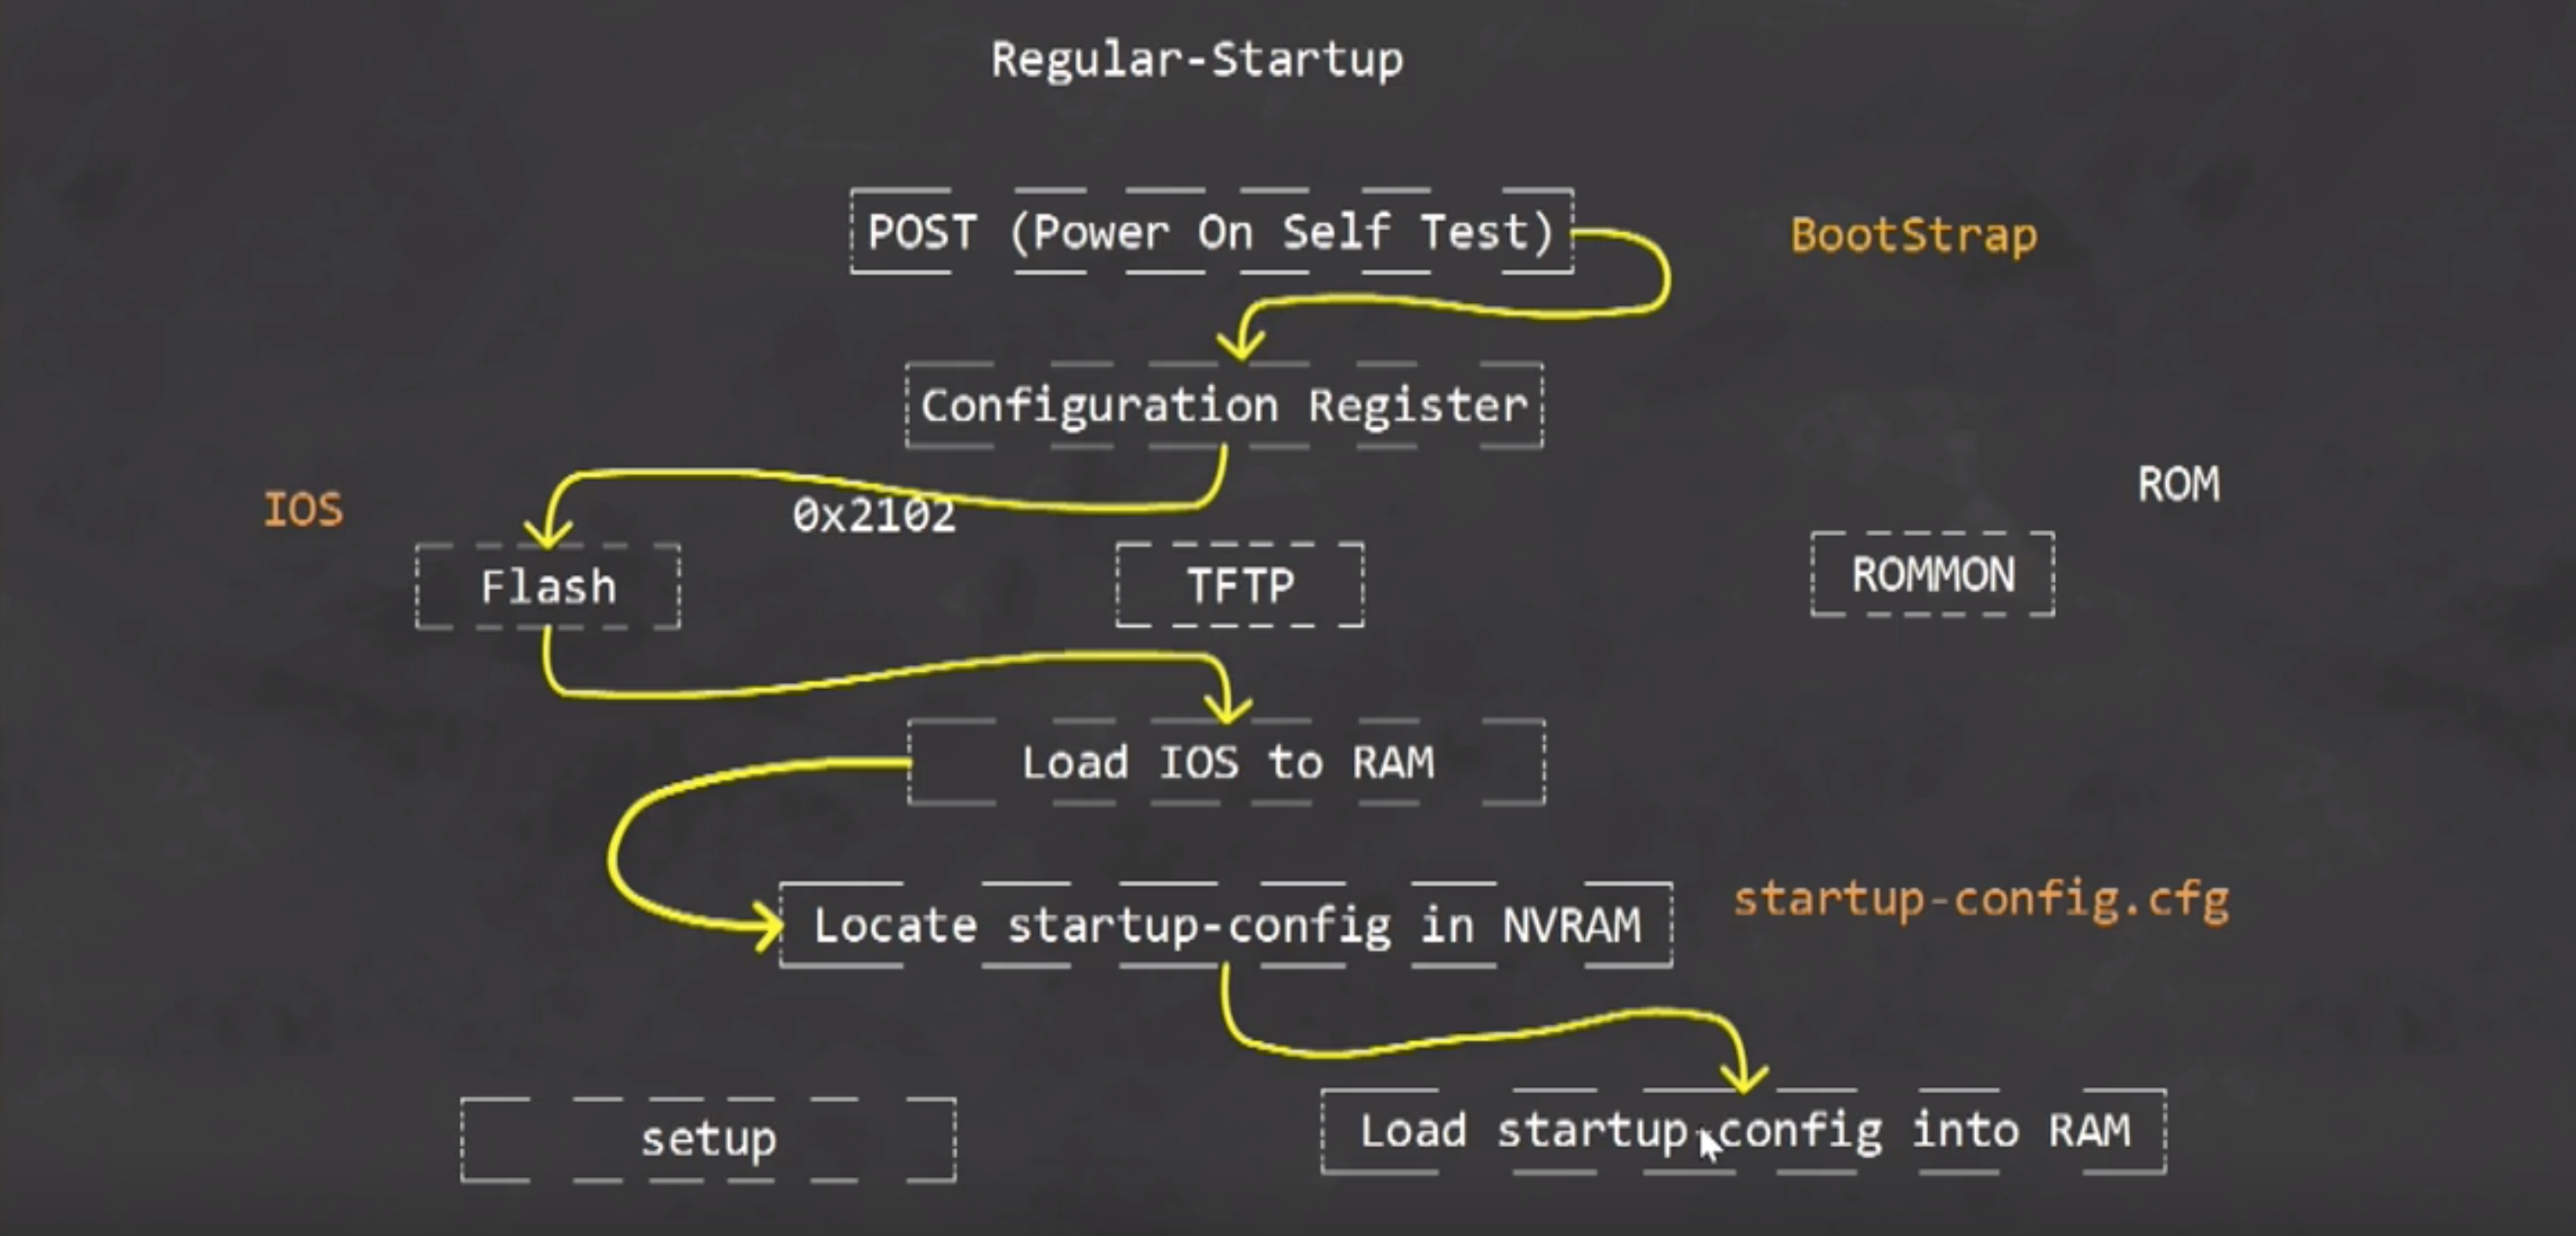 Regular-Startup
POST (Power On Self Test)
BootStrap
Configuration Register
ROM
IOS
0x2102
Flash
TFTP
ROMMON
Load IOS to RAM
startup-config.cfg
Locate startup-config in NVRAM
setup
Load startup-config into RAM